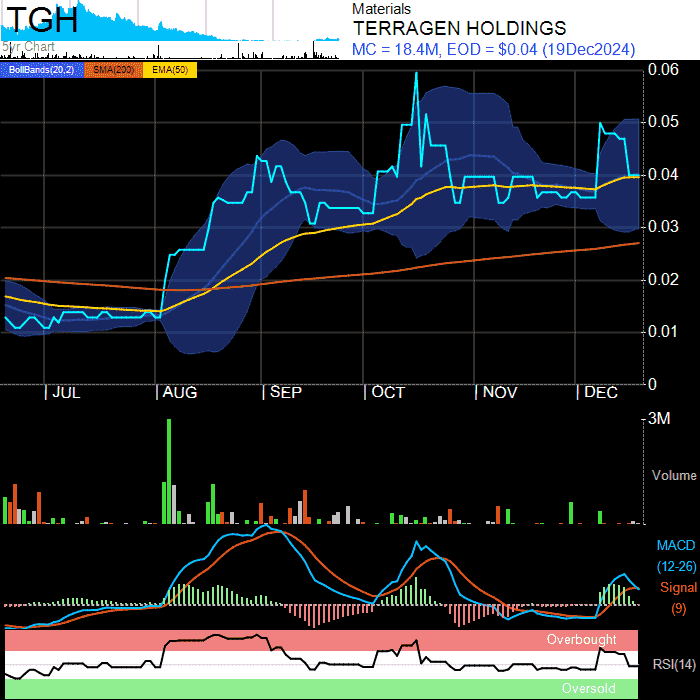 TGH
5yr Chart
Materials
TERRAGEN HOLDINGS
MC = 18.4M, EOD = $0.04 (19Dec2024)
BollBands(20,2) SMA(200) EMA(50)
0.06
0.05
0.04
0.03
0.02
0.01
0
JUL AUG SEP OCT NOV DEC
3M
Volume
MACD
(12-26)
Signal
(9)
Overbought
RSI(14)
Oversold